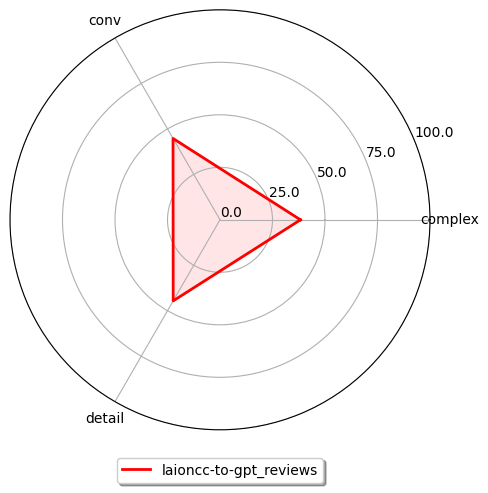 conv
100.0
75.0
50.0
25.0
0.0
complex
detail
laioncc-to-gpt_reviews